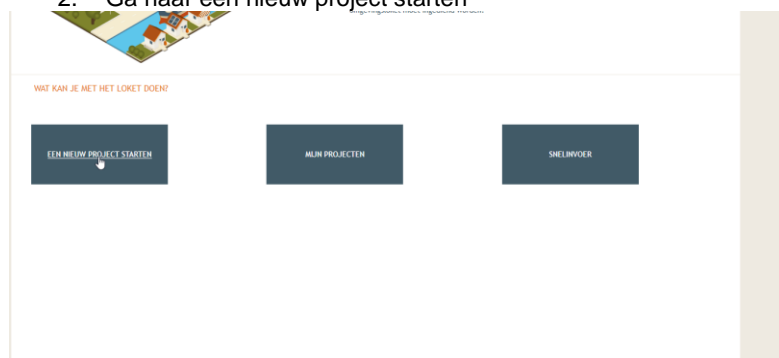 2. Ga naar een nieuw project starten
WAT KAN JE MET HET LOKET DOEN?
EEN NIEUW PROJECT STARTEN
MIJN PROJECTEN
SNELINVOER